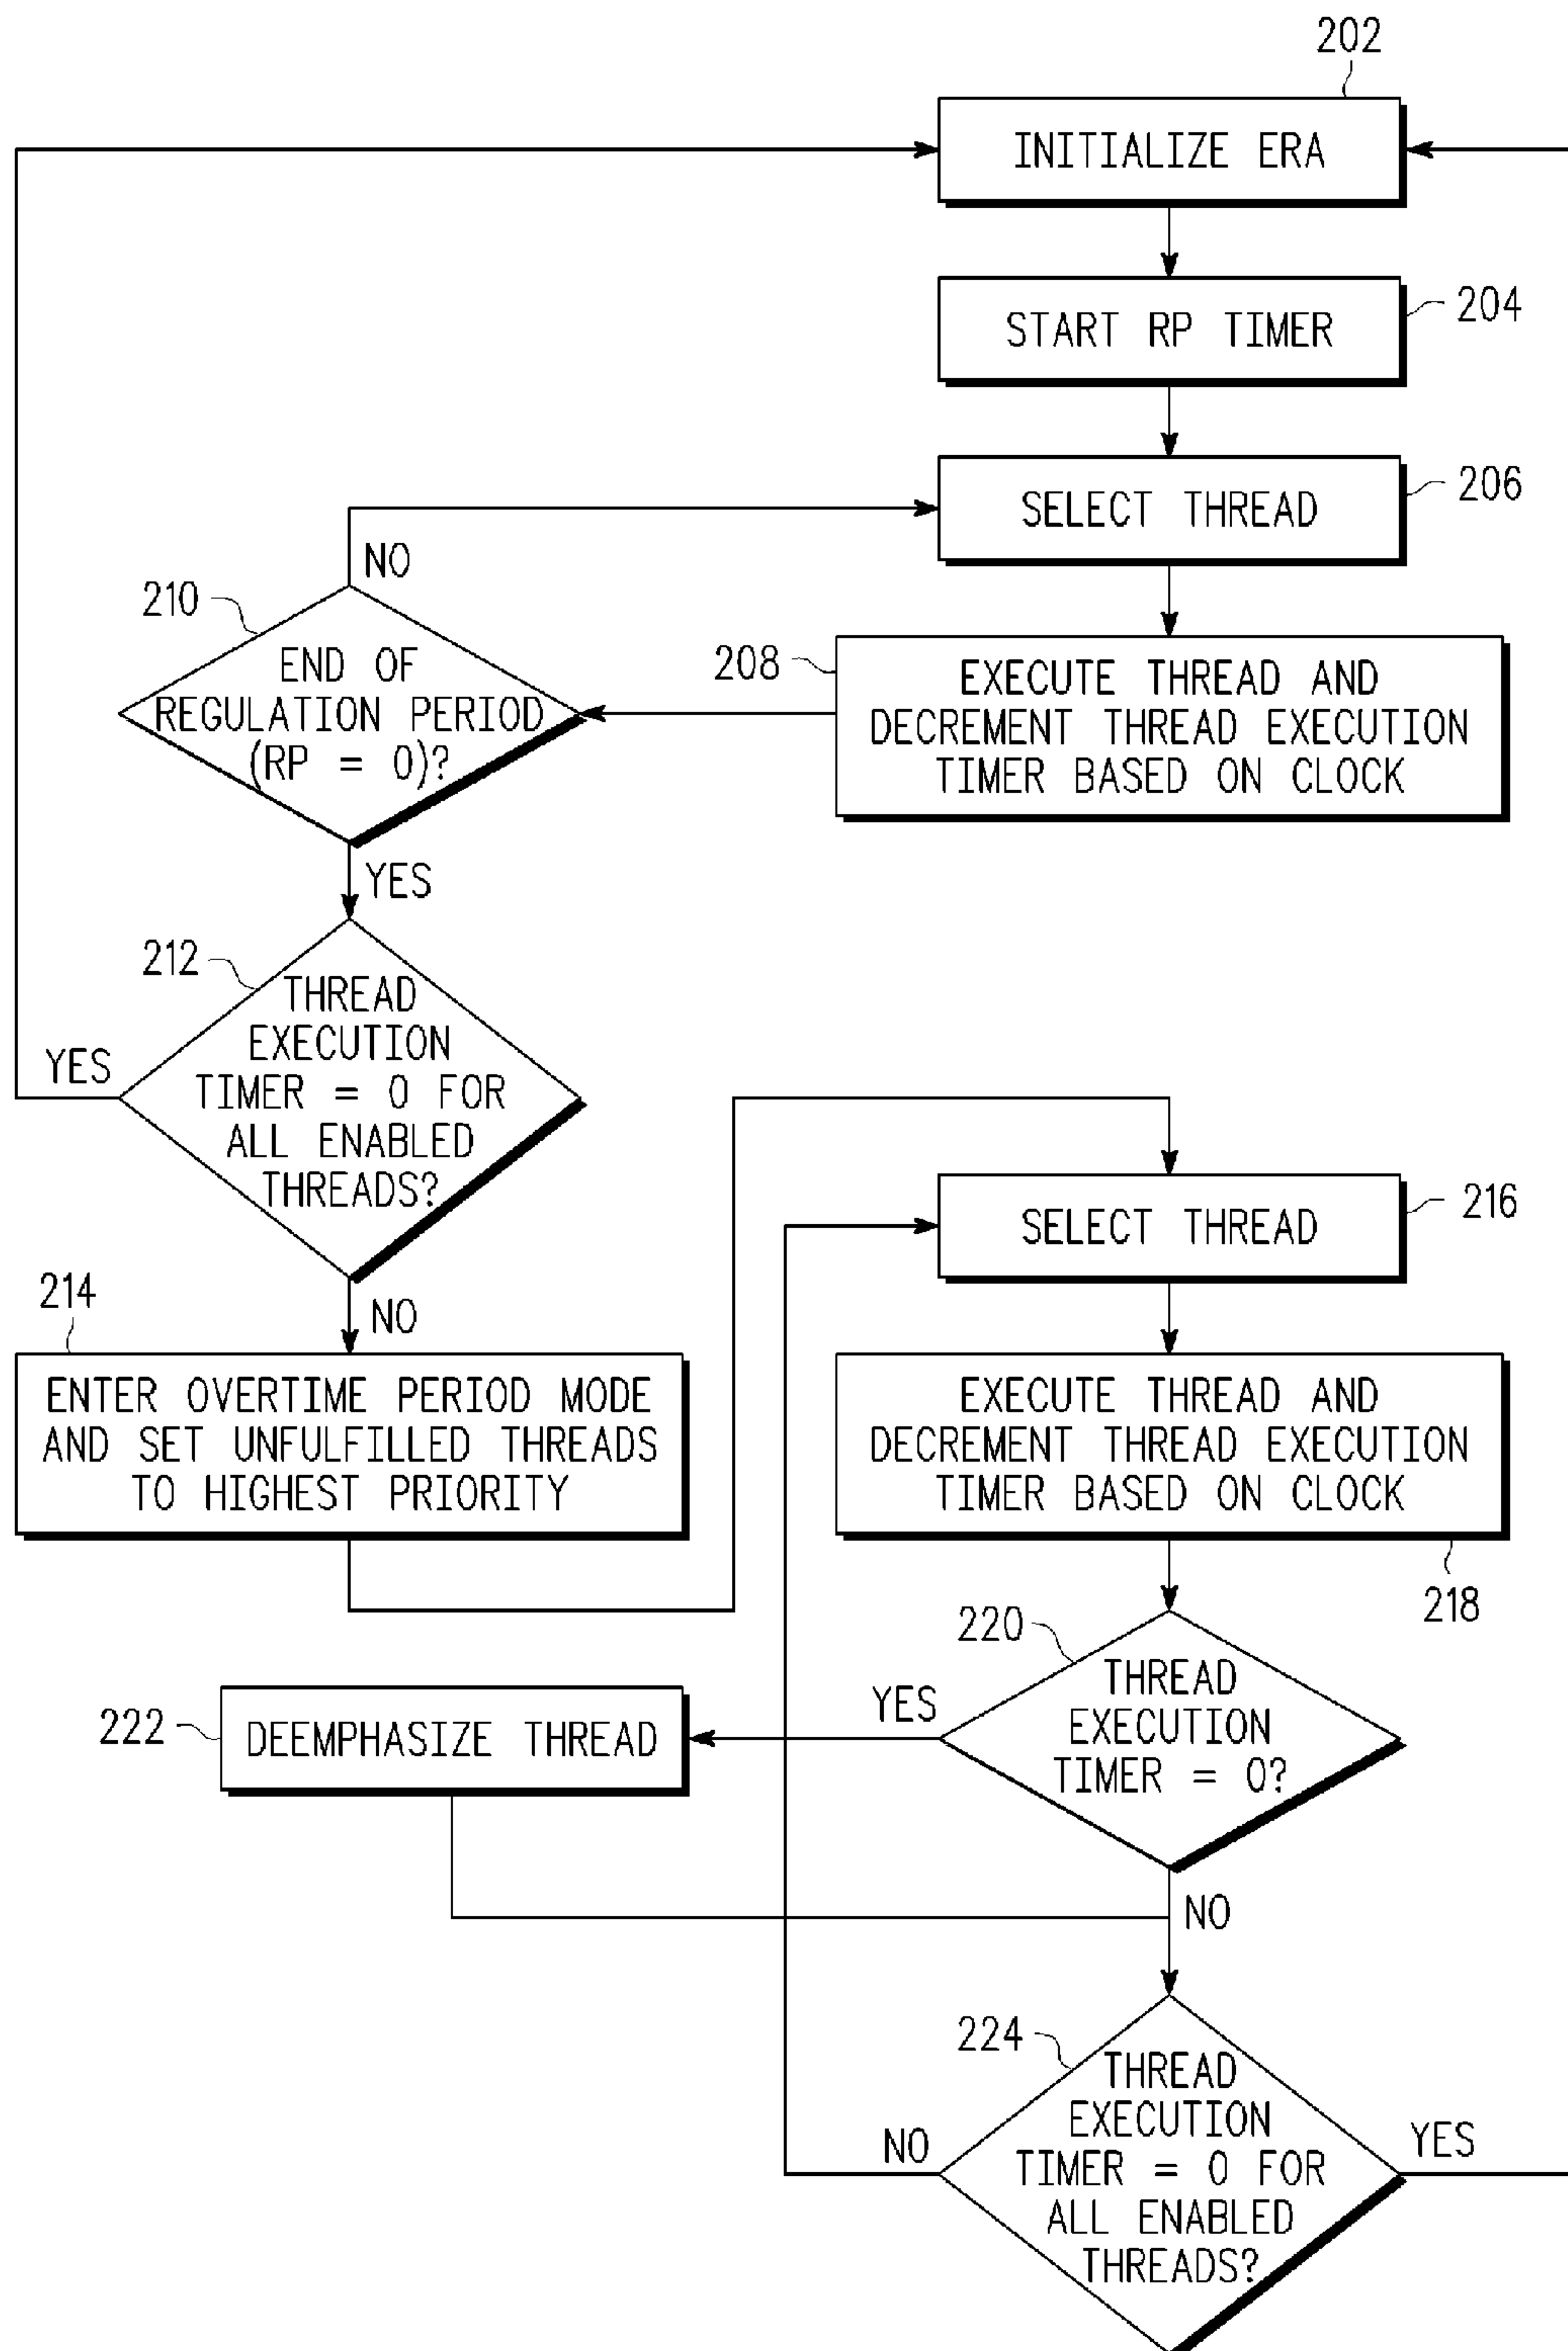 202
INITIALIZE ERA
START RP TIMER
204
SELECT THREAD
206
NO
210
END OF
REGULATION PERIOD
(RP = 0)?
208
EXECUTE THREAD AND
DECREMENT THREAD EXECUTION
TIMER BASED ON CLOCK
YES
212
THREAD
EXECUTION
TIMER = 0 FOR
ALL ENABLED
THREADS?
YES
NO
214
ENTER OVERTIME PERIOD MODE
AND SET UNFULFILLED THREADS
TO HIGHEST PRIORITY
SELECT THREAD
216
EXECUTE THREAD AND
DECREMENT THREAD EXECUTION
TIMER BASED ON CLOCK
218
220
THREAD
EXECUTION
TIMER = 0?
YES
222
DEEMPHASIZE THREAD
NO
224
THREAD
EXECUTION
TIMER = 0 FOR
ALL ENABLED
THREADS?
NO
YES